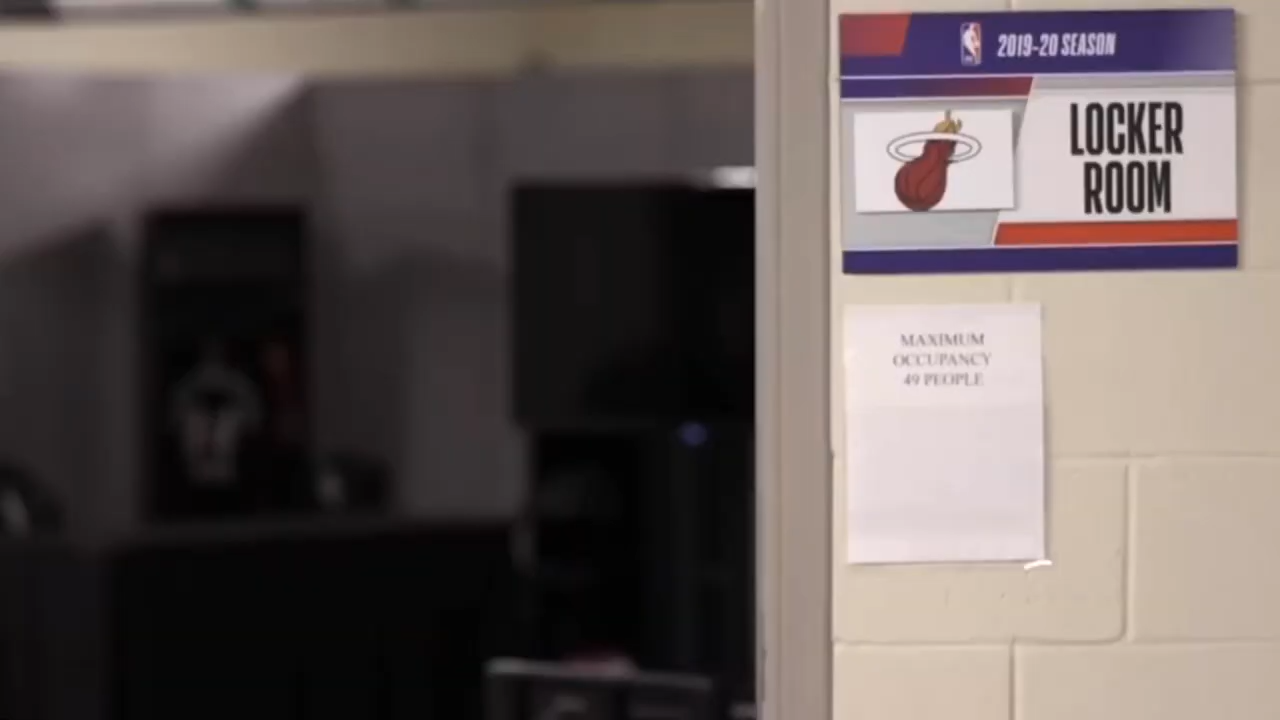 2019-20 SEASON
LOCKER
ROOM
MAXIMUM
OCCUPANCY
49 PEOPLE